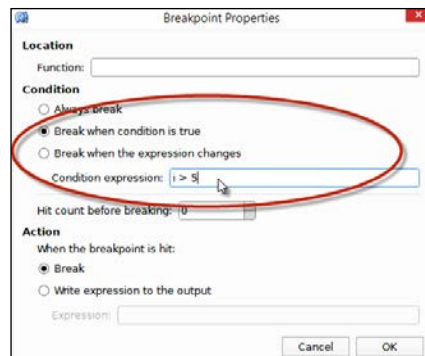 Breakpoint Properties
Location
Function:
Condition
Always break
Break when condition is true
Break when the expression changes
Condition expression: i > 5
Hit count before breaking: 0
Action
When the breakpoint is hit:
Break
Write expression to the output
Expression:
Cancel OK